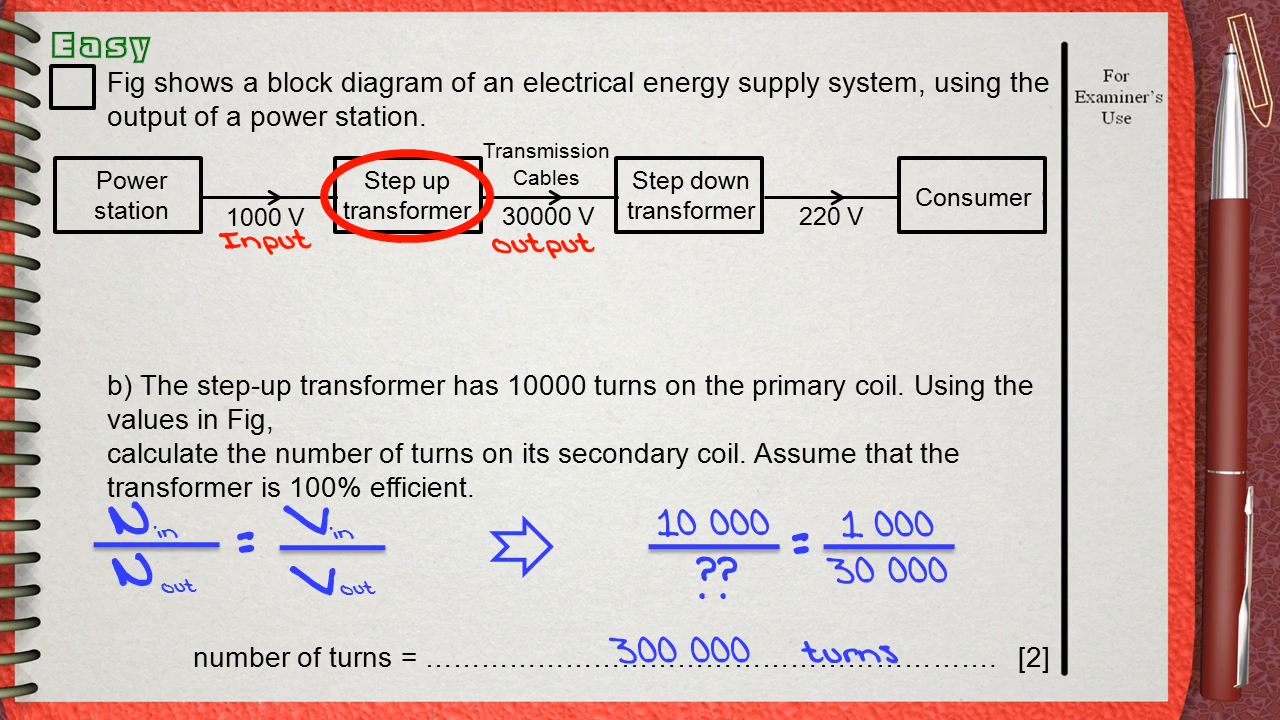 Easy
Fig shows a block diagram of an electrical energy supply system, using the
output of a power station.
For
Examiner's
Use
Power
station
1000 V
Input
Step up
transformer
Transmission
Cables
30000 V
output
Step down
transformer
220 V
Consumer
b) The step-up transformer has 10000 turns on the primary coil. Using the
values in Fig,
calculate the number of turns on its secondary coil. Assume that the
transformer is 100% efficient.
N in / N out = V in / V out ⇨ 10 000 / ?? = 1 000 / 30 000
number of turns = ........300 000 turns........ [2]